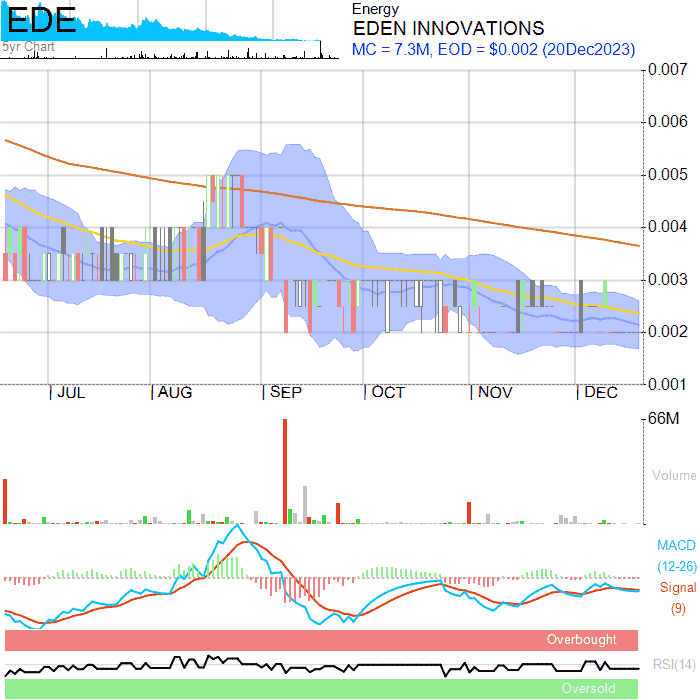 EDE
5yr Chart
Energy
EDEN INNOVATIONS
MC = 7.3M, EOD = $0.002 (20Dec2023)
0.007
0.006
0.005
0.004
0.003
0.002
0.001
JUL AUG SEP OCT NOV DEC
66M
Volume
MACD
(12-26)
Signal
(9)
Overbought
RSI(14)
Oversold